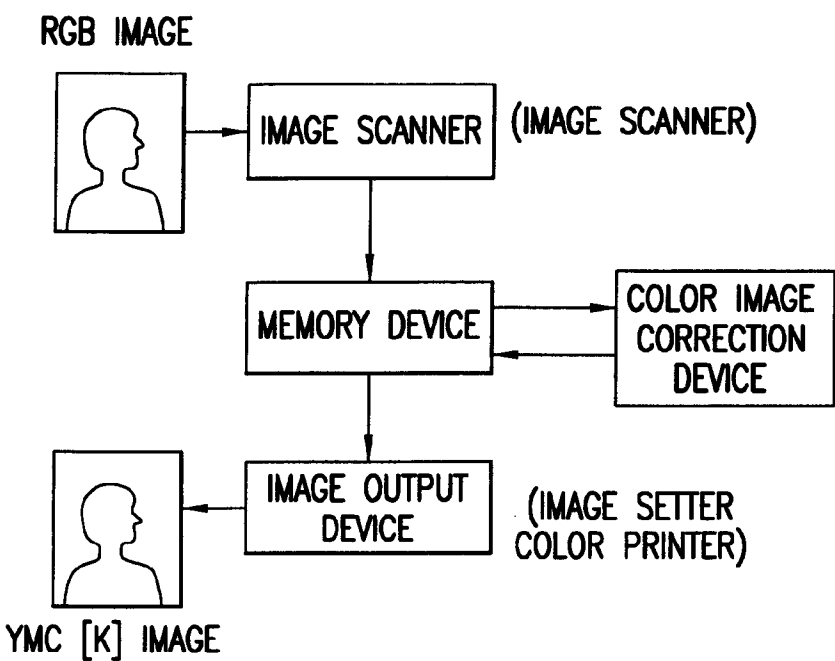 RGB IMAGE
IMAGE SCANNER
(IMAGE SCANNER)
MEMORY DEVICE
COLOR IMAGE
CORRECTION
DEVICE
IMAGE OUTPUT
DEVICE
(IMAGE SETTER
COLOR PRINTER)
YMC [K] IMAGE